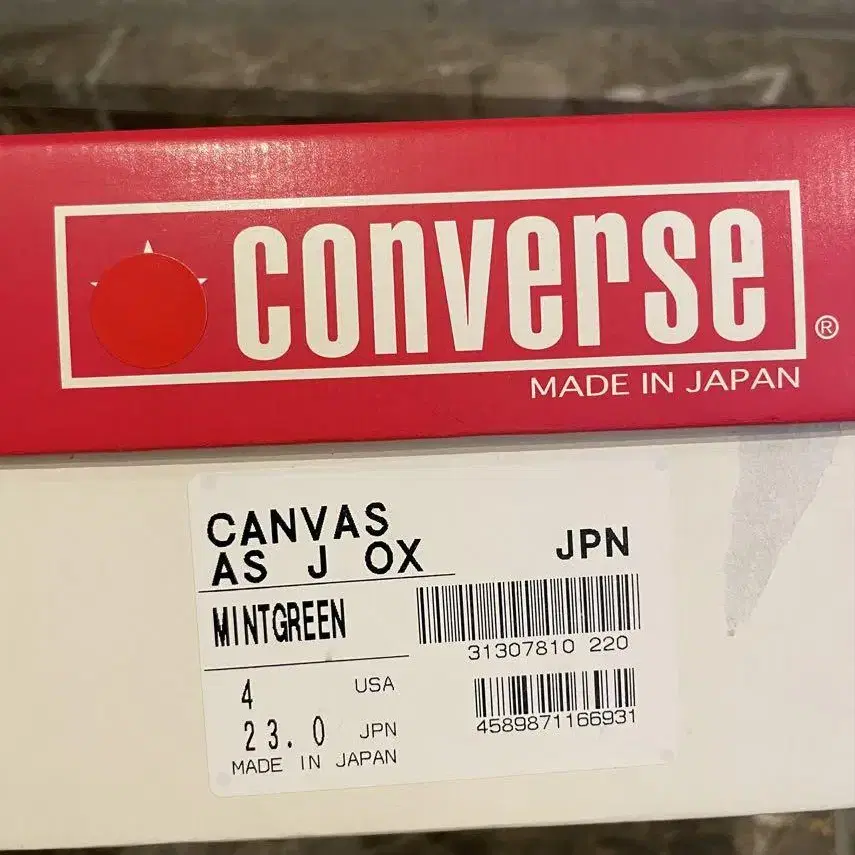 converse
®
MADE IN JAPAN
CANVAS
AS J OX
JPN
MINTGREEN
31307810 220
4 USA
23.0 JPN
4589871166931
MADE IN JAPAN